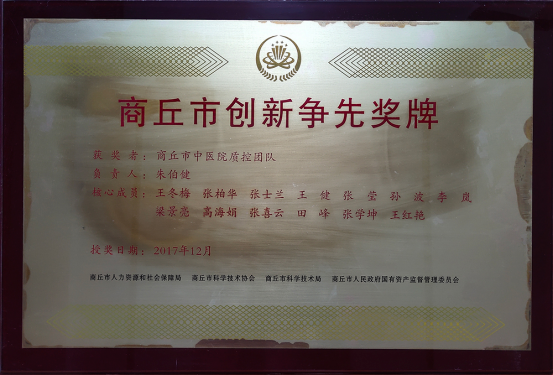 商丘市创新争先奖牌
获奖者：商丘市中医院质控团队
负责人：朱伯健
核心成员：王冬梅 张柏华 张士兰 王健 张莹 孙波 李岚
梁景亮 高海娟 张喜云 田峰 张学坤 王红艳
授奖日期：2017年12月
商丘市人力资源和社会保障局 商丘市科学技术协会 商丘市科学技术局 商丘市人民政府国有资产监督管理委员会